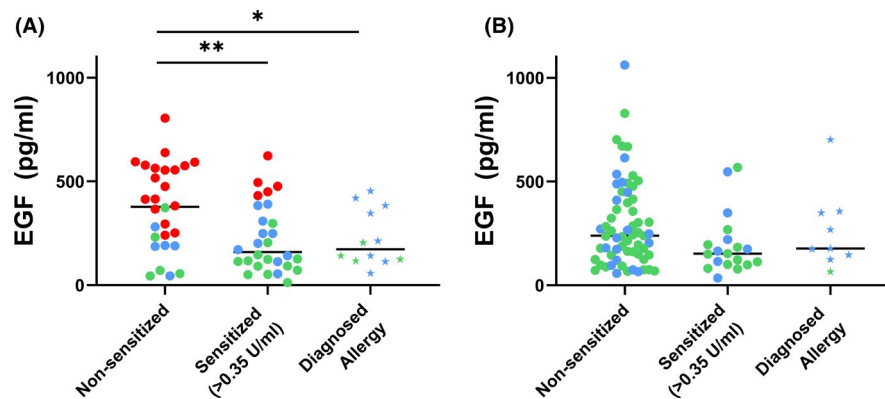 (A)
*
**
EGF (pg/ml)
1000
500
0
Non-sensitized
Sensitized
(>0.35 U/ml)
Diagnosed
Allergy
(B)
EGF (pg/ml)
1000
500
0
Non-sensitized
Sensitized
(>0.35 U/ml)
Diagnosed
Allergy